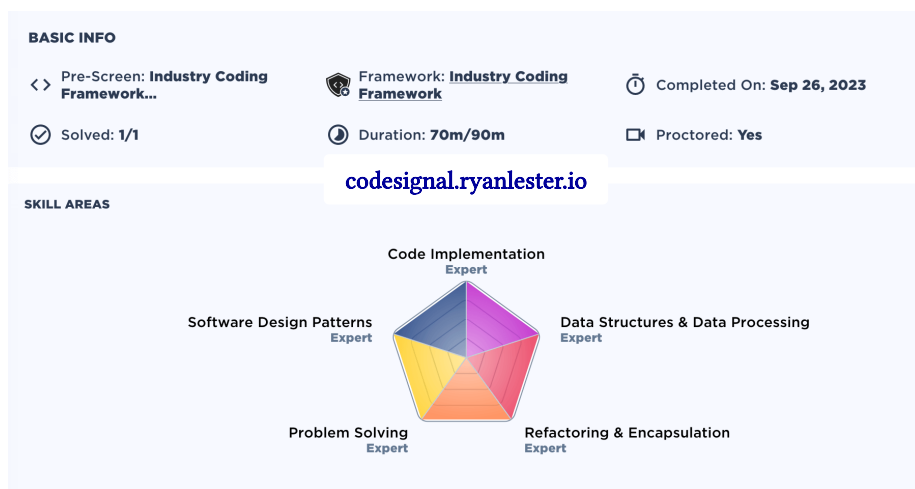 BASIC INFO
Pre-Screen: Industry Coding
Framework...
Framework: Industry Coding
Framework
Completed On: Sep 26, 2023
Solved: 1/1
Duration: 70m/90m
Proctored: Yes
codesignal.ryanlester.io
SKILL AREAS
Code Implementation
Expert
Software Design Patterns
Expert
Data Structures & Data Processing
Expert
Problem Solving
Expert
Refactoring & Encapsulation
Expert